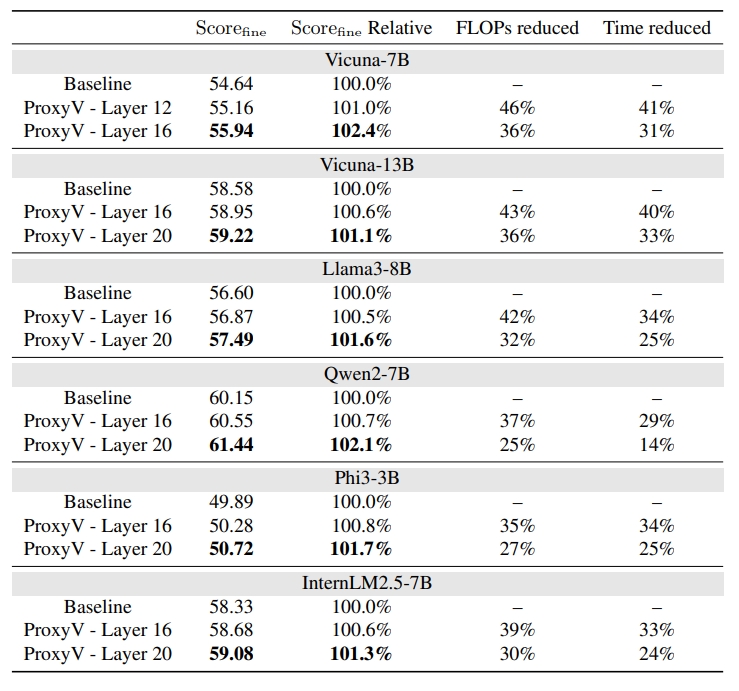 Scorefine Scorefine Relative FLOPs reduced Time reduced
Vicuna-7B
Baseline 54.64 100.0% – –
ProxyV - Layer 12 55.16 101.0% 46% 41%
ProxyV - Layer 16 55.94 102.4% 36% 31%
Vicuna-13B
Baseline 58.58 100.0% – –
ProxyV - Layer 16 58.95 100.6% 43% 40%
ProxyV - Layer 20 59.22 101.1% 36% 33%
Llama3-8B
Baseline 56.60 100.0% – –
ProxyV - Layer 16 56.87 100.5% 42% 34%
ProxyV - Layer 20 57.49 101.6% 32% 25%
Qwen2-7B
Baseline 60.15 100.0% – –
ProxyV - Layer 16 60.55 100.7% 37% 29%
ProxyV - Layer 20 61.44 102.1% 25% 14%
Phi3-3B
Baseline 49.89 100.0% – –
ProxyV - Layer 16 50.28 100.8% 35% 34%
ProxyV - Layer 20 50.72 101.7% 27% 25%
InternLM2.5-7B
Baseline 58.33 100.0% – –
ProxyV - Layer 16 58.68 100.6% 39% 33%
ProxyV - Layer 20 59.08 101.3% 30% 24%